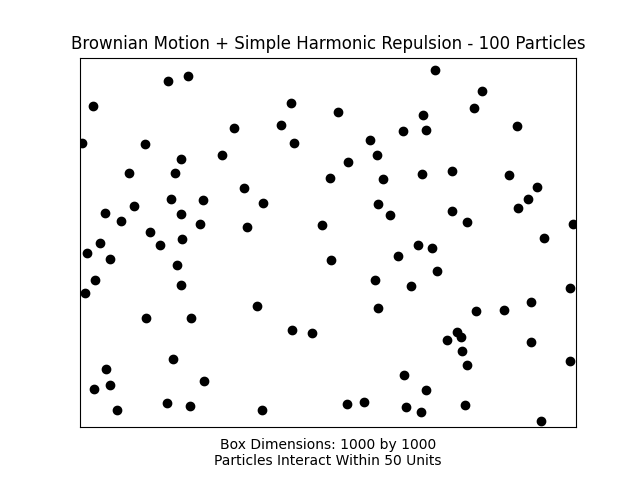 Brownian Motion + Simple Harmonic Repulsion - 100 Particles
Box Dimensions: 1000 by 1000
Particles Interact Within 50 Units